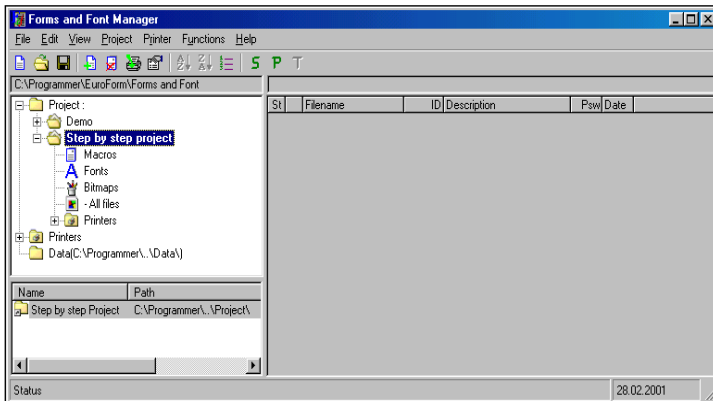 Forms and Font Manager
File Edit View Project Printer Functions Help
S P T
C:\Programmer\EuroForm\Forms and Font
Project :
Demo
Step by step project
Macros
A Fonts
Bitmaps
- All files
Printers
Printers
Data(C:\Programmer\..\Data\)
St Filename ID Description Psw Date
Name Path
Step by step Project C:\Programmer\..\Project\
Status 28.02.2001